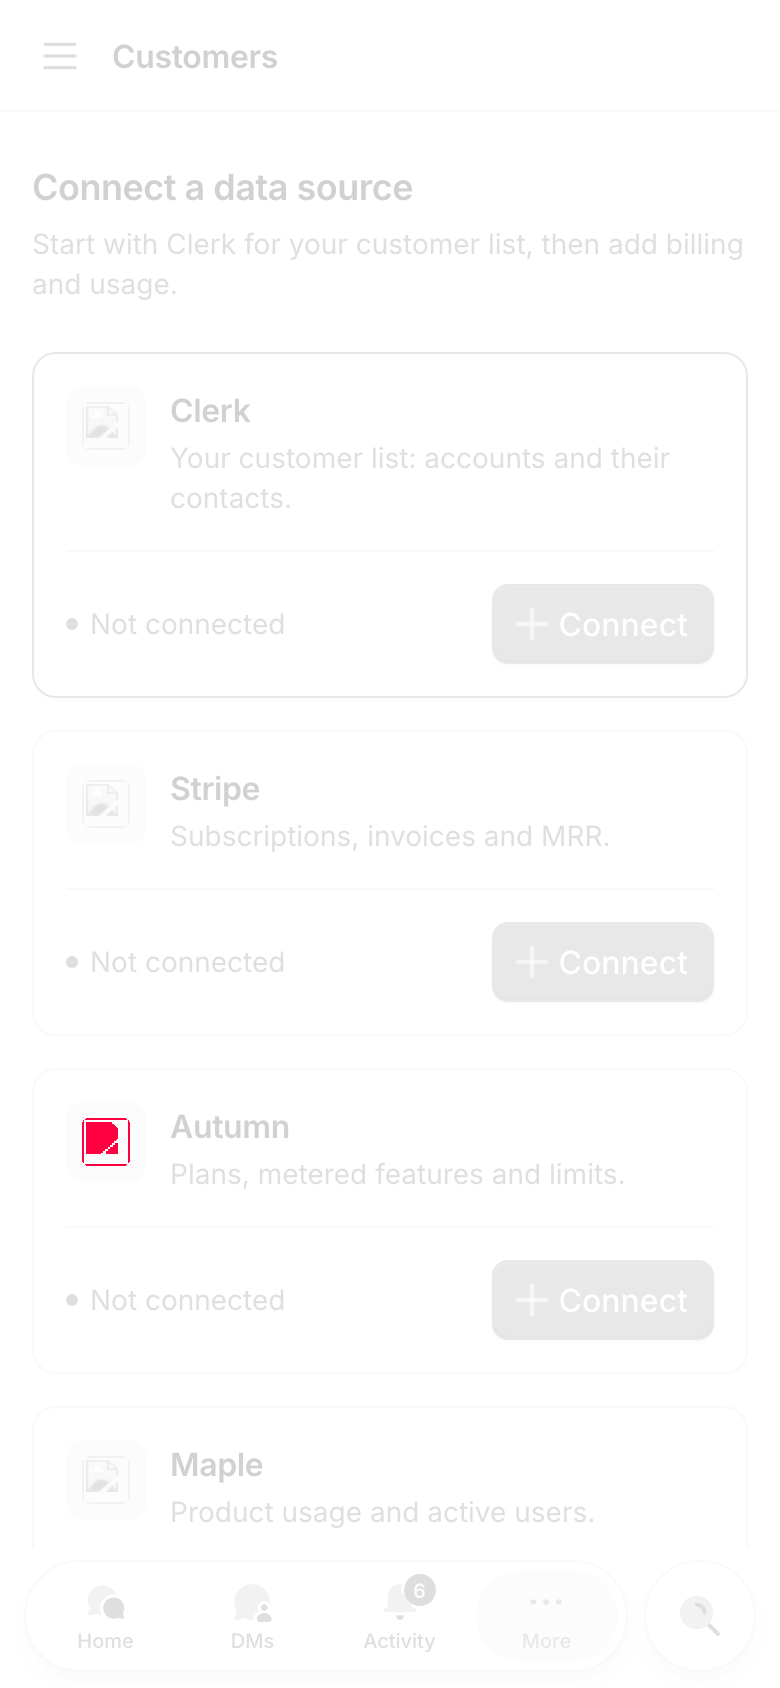 Customers
Connect a data source
Start with Clerk for your customer list, then add billing
and usage.
Clerk
Your customer list: accounts and their
contacts.
Not connected
Connect
Stripe
Subscriptions, invoices and MRR.
Not connected
Connect
Autumn
Plans, metered features and limits.
Not connected
Connect
Maple
Product usage and active users.
6
Home
DMs
Activity
More